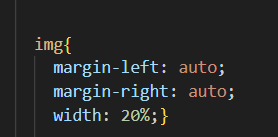 img{
margin-left: auto;
margin-right: auto;
width: 20%;}